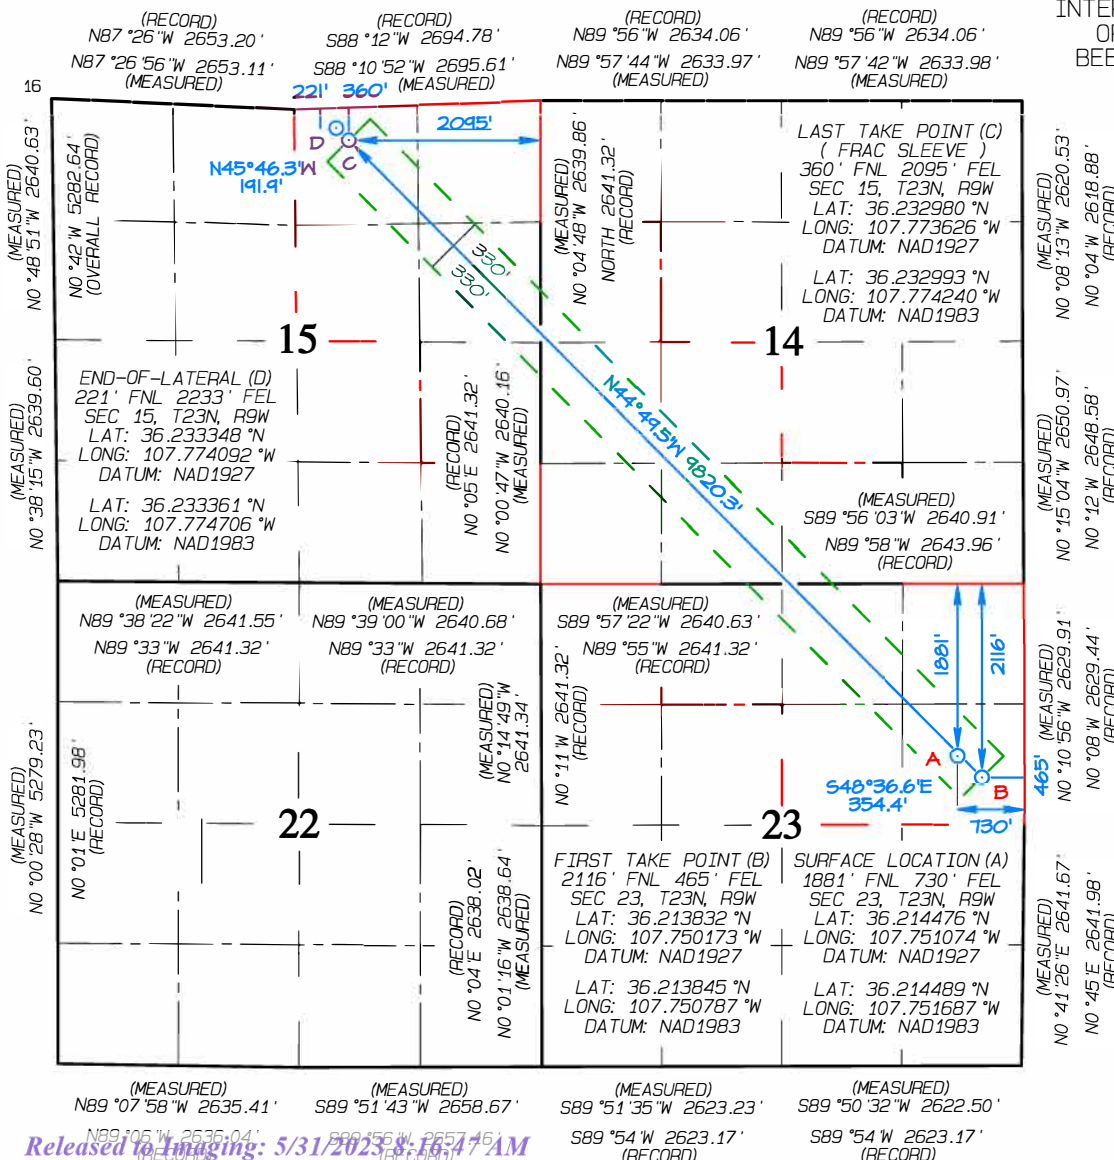 INTER
OF
BEE
(RECORD)
N87°26'W 2653.20'
N87°26'56"W 2653.11'
(MEASURED)
(RECORD)
S88°12'W 2694.78'
S88°10'52"W 2695.61'
(MEASURED)
(RECORD)
N89°56'W 2634.06'
N89°57'44"W 2633.97'
(MEASURED)
(RECORD)
N89°56'W 2634.06'
N89°57'42"W 2633.98'
(MEASURED)
16
221' 360'
2095'
D
C
N45°46.3'W
191.9'
(MEASURED)
N0°48'51"W 2640.63'
N0°42'W 5282.64'
(OVERALL RECORD)
(MEASURED)
N0°04'48"W 2639.86'
NORTH 2641.32'
(RECORD)
LAST TAKE POINT (C)
( FRAC SLEEVE )
360' FNL 2095' FEL
SEC 15, T23N, R9W
LAT: 36.232980 °N
LONG: 107.773626 °W
DATUM: NAD1927
LAT: 36.232993 °N
LONG: 107.774240 °W
DATUM: NAD1983
(MEASURED)
N0°08'13"W 2620.53'
N0°04'W 2618.88'
(RECORD)
330'
330'
15
14
END-OF-LATERAL (D)
221' FNL 2233' FEL
SEC 15, T23N, R9W
LAT: 36.233348 °N
LONG: 107.774092 °W
DATUM: NAD1927
LAT: 36.233361 °N
LONG: 107.774706 °W
DATUM: NAD1983
(MEASURED)
N0°38'15"W 2639.60'
(RECORD)
N0°05'E 2641.32'
N0°00'47"W 2640.16'
(MEASURED)
N44°49.5'W 9820.3'
(MEASURED)
N0°15'04"W 2650.97'
N0°12'W 2648.58'
(RECORD)
(MEASURED)
S89°56'03"W 2640.91'
N89°58'W 2643.96'
(RECORD)
(MEASURED)
N89°38'22"W 2641.55'
N89°33'W 2641.32'
(RECORD)
(MEASURED)
N89°39'00"W 2640.68'
N89°33'W 2641.32'
(RECORD)
(MEASURED)
S89°57'22"W 2640.63'
N89°55'W 2641.32'
(RECORD)
1881'
2116'
(MEASURED)
N0°10'56"W 2629.91'
N0°08'W 2629.44'
(RECORD)
(MEASURED)
N0°00'28"W 5279.23'
N0°01'E 5281.98'
(RECORD)
(MEASURED)
N0°14'49"W
2641.34'
N0°11'W 2641.32'
(RECORD)
A
B
S48°36.6'E
354.4'
465'
730'
22
23
(RECORD)
N0°04'E 2638.02'
N0°01'16"W 2638.64'
(MEASURED)
FIRST TAKE POINT (B)
2116' FNL 465' FEL
SEC 23, T23N, R9W
LAT: 36.213832 °N
LONG: 107.750173 °W
DATUM: NAD1927
LAT: 36.213845 °N
LONG: 107.750787 °W
DATUM: NAD1983
SURFACE LOCATION (A)
1881' FNL 730' FEL
SEC 23, T23N, R9W
LAT: 36.214476 °N
LONG: 107.751074 °W
DATUM: NAD1927
LAT: 36.214489 °N
LONG: 107.751687 °W
DATUM: NAD1983
(MEASURED)
N0°41'26"E 2641.67'
N0°45'E 2641.98'
(RECORD)
(MEASURED)
N89°07'58"W 2635.41'
N89°06'W 2636.04'
(RECORD)
(MEASURED)
S89°51'43"W 2658.67'
S89°56'W 2657.46'
(RECORD)
(MEASURED)
S89°51'35"W 2623.23'
S89°54'W 2623.17'
(RECORD)
(MEASURED)
S89°50'32"W 2622.50'
S89°54'W 2623.17'
(RECORD)
Released to Imaging: 5/31/2023 8:16:47 AM